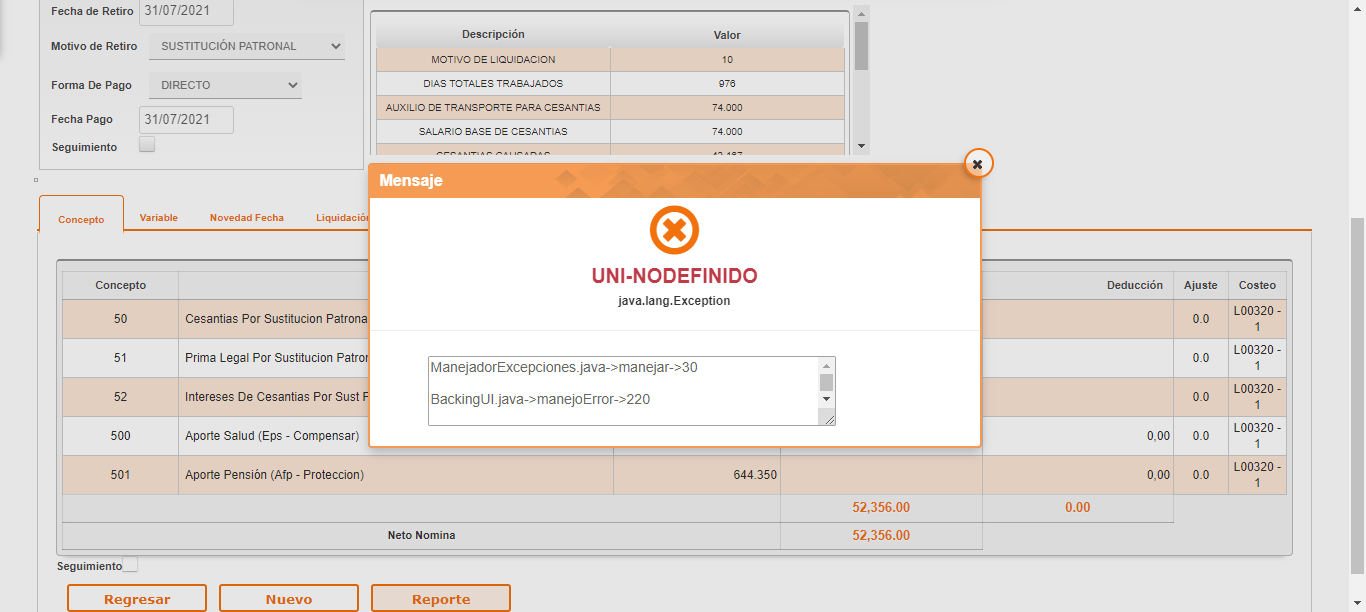 Fecha de Retiro 31/07/2021
Motivo de Retiro SUSTITUCIÓN PATRONAL
Forma De Pago DIRECTO
Fecha Pago 31/07/2021
Seguimiento
Descripción Valor
MOTIVO DE LIQUIDACION 10
DIAS TOTALES TRABAJADOS 976
AUXILIO DE TRANSPORTE PARA CESANTIAS 74.000
SALARIO BASE DE CESANTIAS 74.000
CESANTIAS CAUSADAS 43.467
Mensaje
UNI-NODEFINIDO
java.lang.Exception
ManejadorExcepciones.java->manejar->30
BackingUI.java->manejoError->220
Concepto Variable Novedad Fecha Liquidación
Concepto Deducción Ajuste Costeo
50 Cesantias Por Sustitucion Patrona 0.0 L00320 -
1
51 Prima Legal Por Sustitucion Patron 0.0 L00320 -
1
52 Intereses De Cesantias Por Sust P 0.0 L00320 -
1
500 Aporte Salud (Eps - Compensar) 0,00 0.0 L00320 -
1
501 Aporte Pensión (Afp - Proteccion) 644.350 0,00 0.0 L00320 -
1
52,356.00 0.00
Neto Nomina 52,356.00
Seguimiento
Regresar Nuevo Reporte